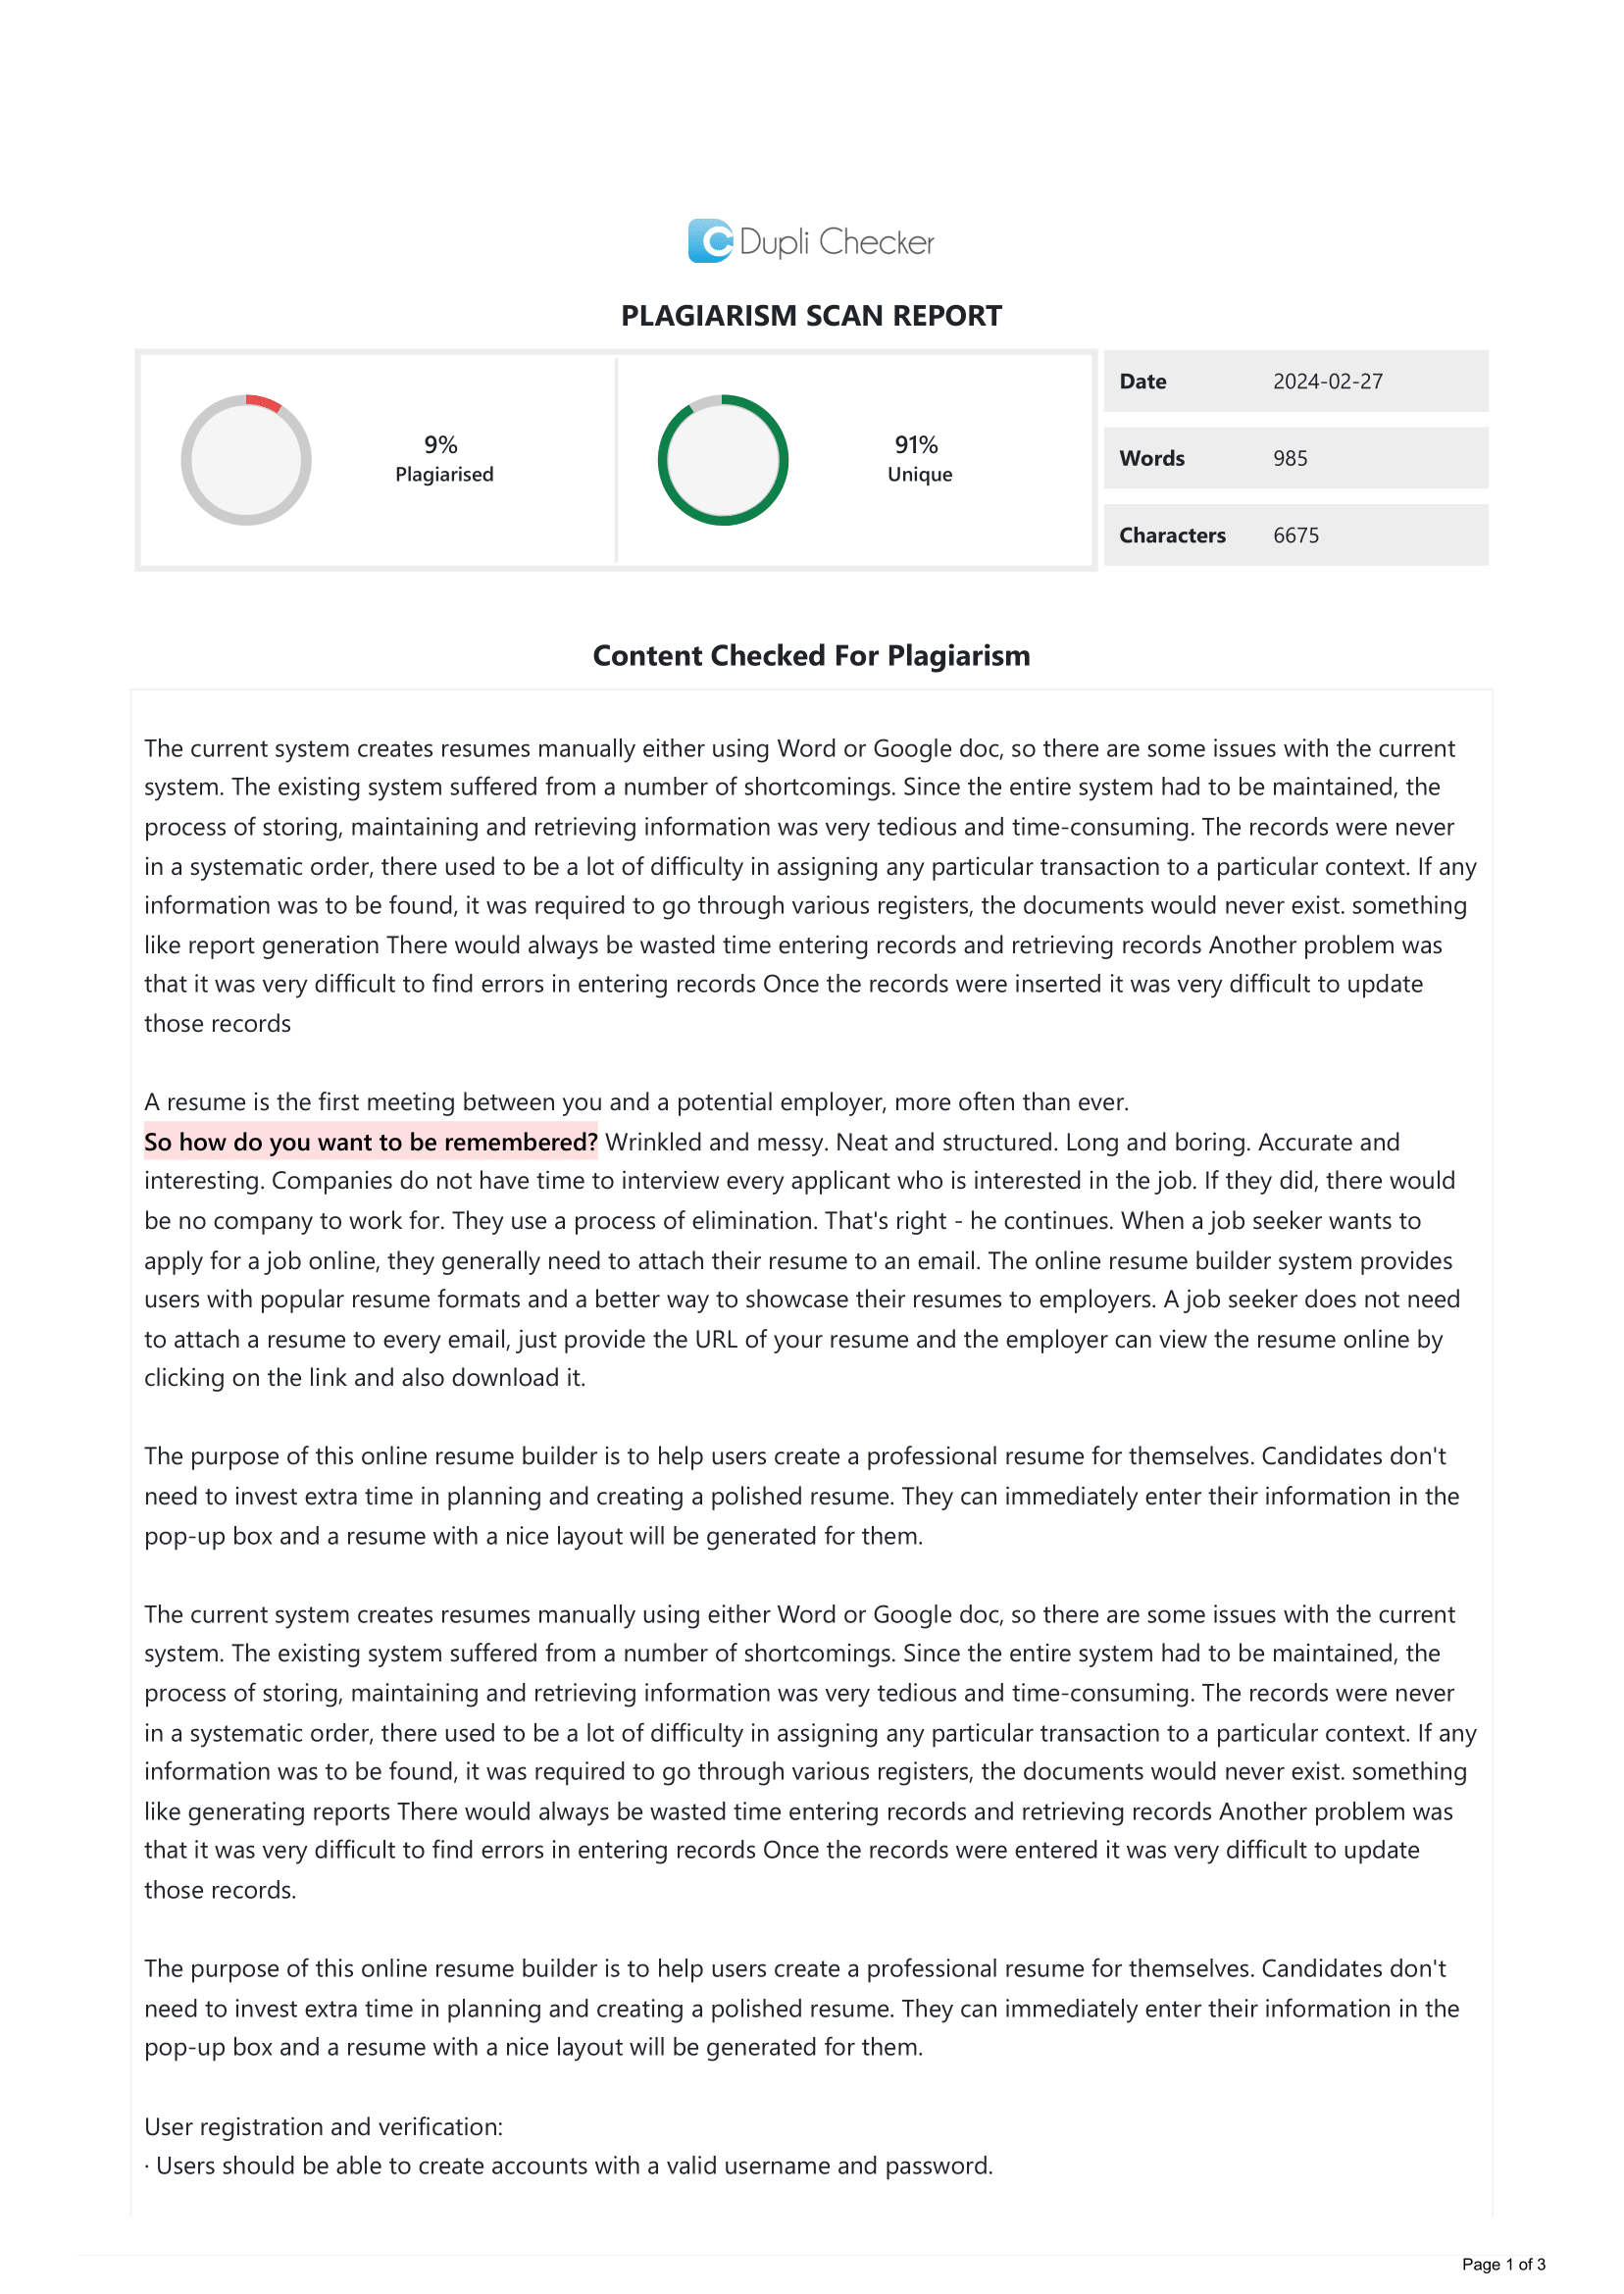 Dupli Checker
PLAGIARISM SCAN REPORT
9%
Plagiarised
91%
Unique
Date 2024-02-27
Words 985
Characters 6675
Content Checked For Plagiarism
The current system creates resumes manually either using Word or Google doc, so there are some issues with the current
system. The existing system suffered from a number of shortcomings. Since the entire system had to be maintained, the
process of storing, maintaining and retrieving information was very tedious and time-consuming. The records were never
in a systematic order, there used to be a lot of difficulty in assigning any particular transaction to a particular context. If any
information was to be found, it was required to go through various registers, the documents would never exist. something
like report generation There would always be wasted time entering records and retrieving records Another problem was
that it was very difficult to find errors in entering records Once the records were inserted it was very difficult to update
those records
A resume is the first meeting between you and a potential employer, more often than ever.
So how do you want to be remembered? Wrinkled and messy. Neat and structured. Long and boring. Accurate and
interesting. Companies do not have time to interview every applicant who is interested in the job. If they did, there would
be no company to work for. They use a process of elimination. That's right - he continues. When a job seeker wants to
apply for a job online, they generally need to attach their resume to an email. The online resume builder system provides
users with popular resume formats and a better way to showcase their resumes to employers. A job seeker does not need
to attach a resume to every email, just provide the URL of your resume and the employer can view the resume online by
clicking on the link and also download it.
The purpose of this online resume builder is to help users create a professional resume for themselves. Candidates don't
need to invest extra time in planning and creating a polished resume. They can immediately enter their information in the
pop-up box and a resume with a nice layout will be generated for them.
The current system creates resumes manually using either Word or Google doc, so there are some issues with the current
system. The existing system suffered from a number of shortcomings. Since the entire system had to be maintained, the
process of storing, maintaining and retrieving information was very tedious and time-consuming. The records were never
in a systematic order, there used to be a lot of difficulty in assigning any particular transaction to a particular context. If any
information was to be found, it was required to go through various registers, the documents would never exist. something
like generating reports There would always be wasted time entering records and retrieving records Another problem was
that it was very difficult to find errors in entering records Once the records were entered it was very difficult to update
those records.
The purpose of this online resume builder is to help users create a professional resume for themselves. Candidates don't
need to invest extra time in planning and creating a polished resume. They can immediately enter their information in the
pop-up box and a resume with a nice layout will be generated for them.
User registration and verification:
· Users should be able to create accounts with a valid username and password.
Page 1 of 3